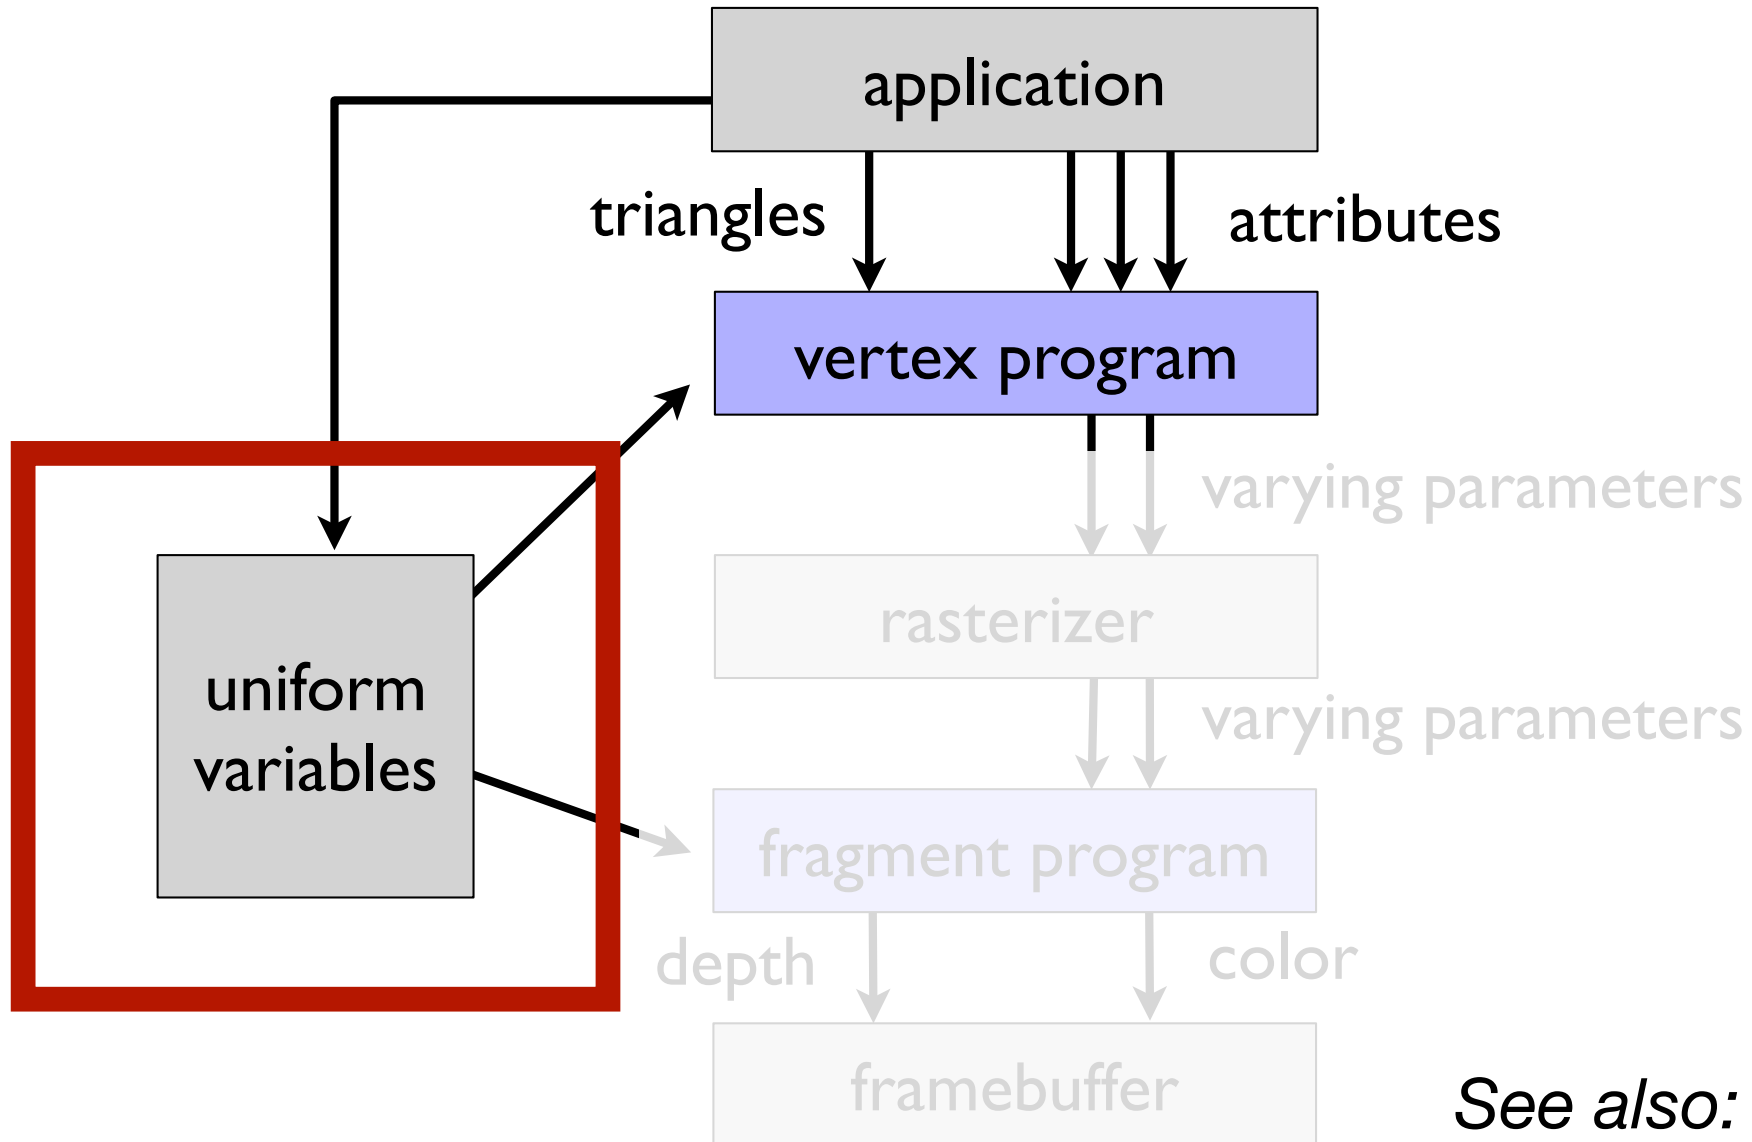 application
triangles
attributes
vertex program
varying parameters
rasterizer
uniform
variables
varying parameters
fragment program
depth
color
framebuffer
See also: